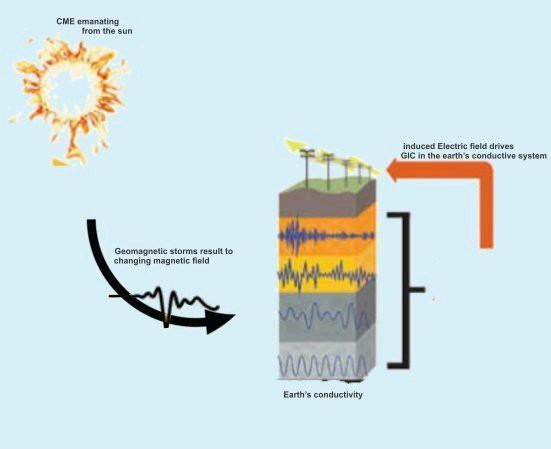 CME emanating
from the sun
induced Electric field drives
GIC in the earth's conductive system
Geomagnetic storms result to
changing magnetic field
Earth's conductivity